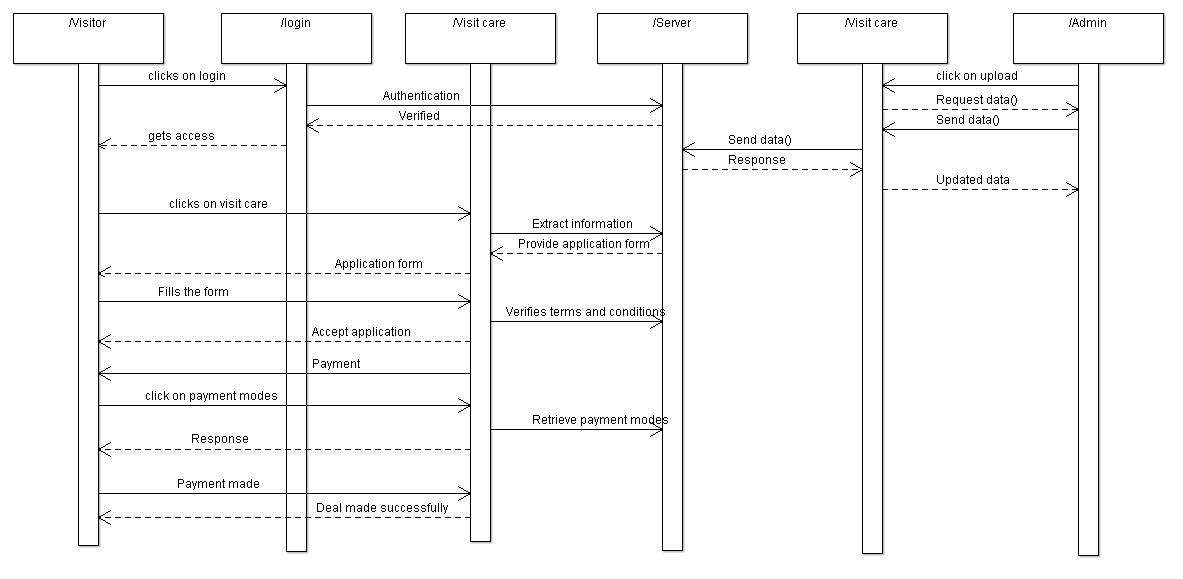 /Visitor
/login
/Visit care
/Server
/Visit care
/Admin
clicks on login
click on upload
Authentication
Request data()
Verified
Send data()
gets access
Send data()
Response
Updated data
clicks on visit care
Extract information
Provide application form
Application form
Fills the form
Verifies terms and conditions
Accept application
Payment
click on payment modes
Retrieve payment modes
Response
Payment made
Deal made successfully